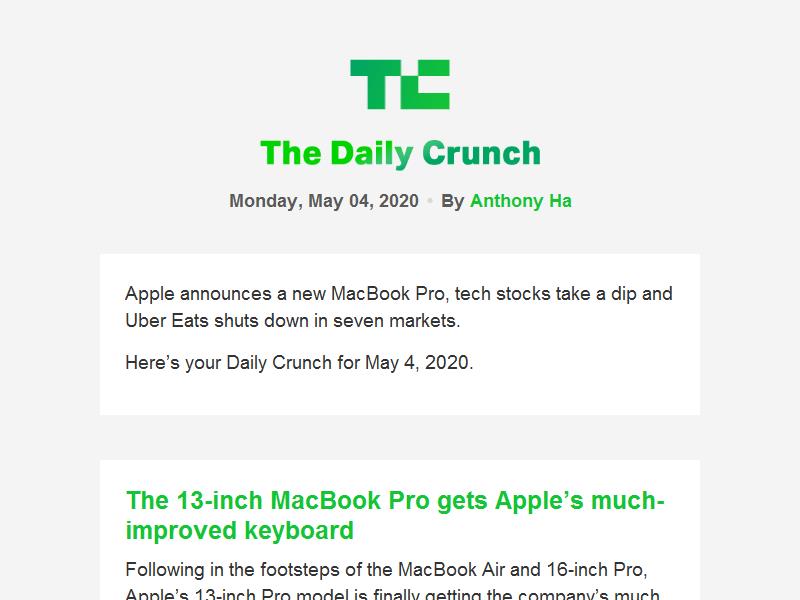 TC
The Daily Crunch
Monday, May 04, 2020 • By Anthony Ha
Apple announces a new MacBook Pro, tech stocks take a dip and
Uber Eats shuts down in seven markets.
Here’s your Daily Crunch for May 4, 2020.
The 13-inch MacBook Pro gets Apple’s much-
improved keyboard
Following in the footsteps of the MacBook Air and 16-inch Pro,
Apple’s 13-inch Pro model is finally getting the company’s much